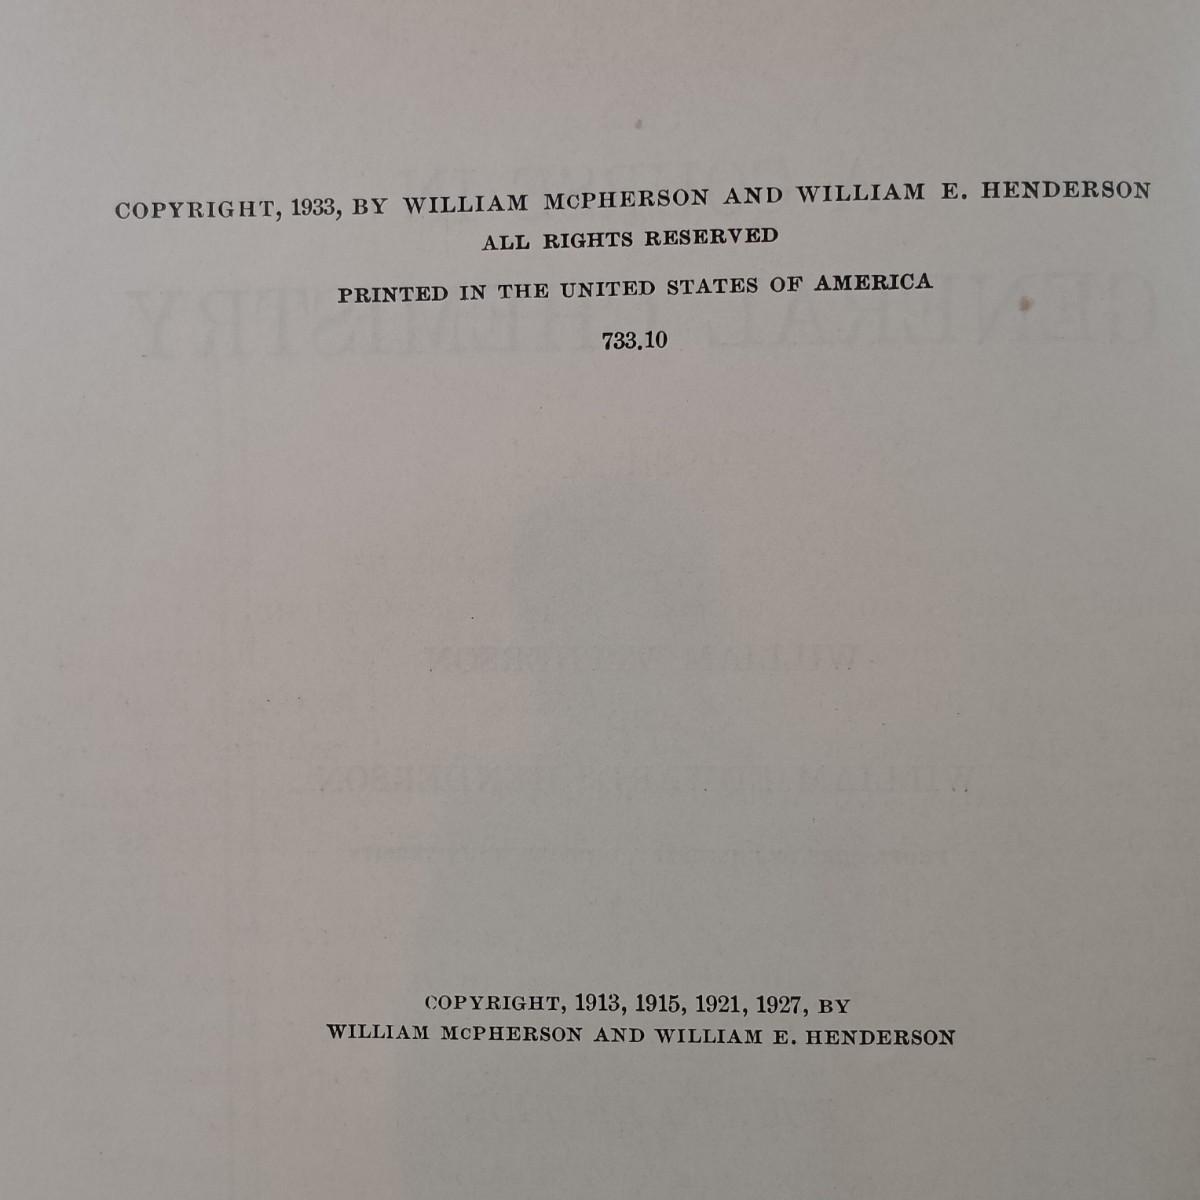 COPYRIGHT, 1933, BY WILLIAM McPHERSON AND WILLIAM E. HENDERSON
ALL RIGHTS RESERVED
PRINTED IN THE UNITED STATES OF AMERICA
733.10
COPYRIGHT, 1913, 1915, 1921, 1927, BY
WILLIAM McPHERSON AND WILLIAM E. HENDERSON